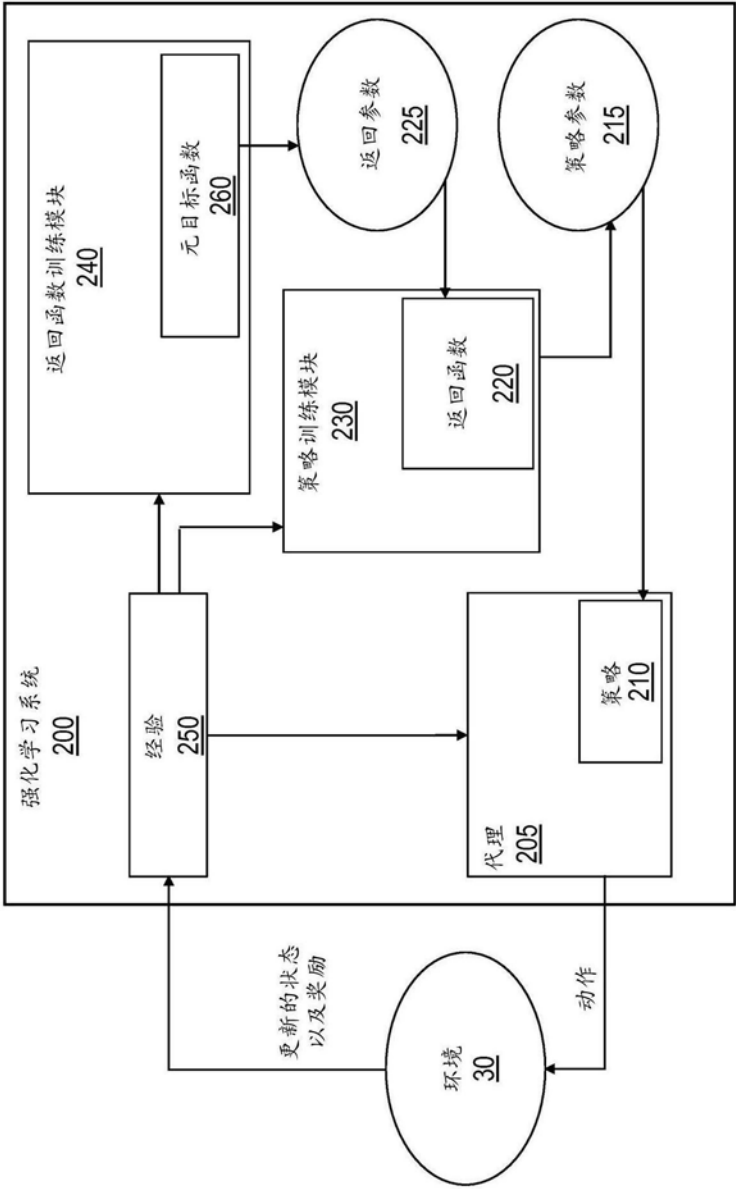 强化学习系统
200
返回函数训练模块
240
元目标函数
260
经验
250
返回参数
225
策略训练模块
230
返回函数
220
更新的状态
以及奖励
环境
30
动作
代理
205
策略
210
策略参数
215